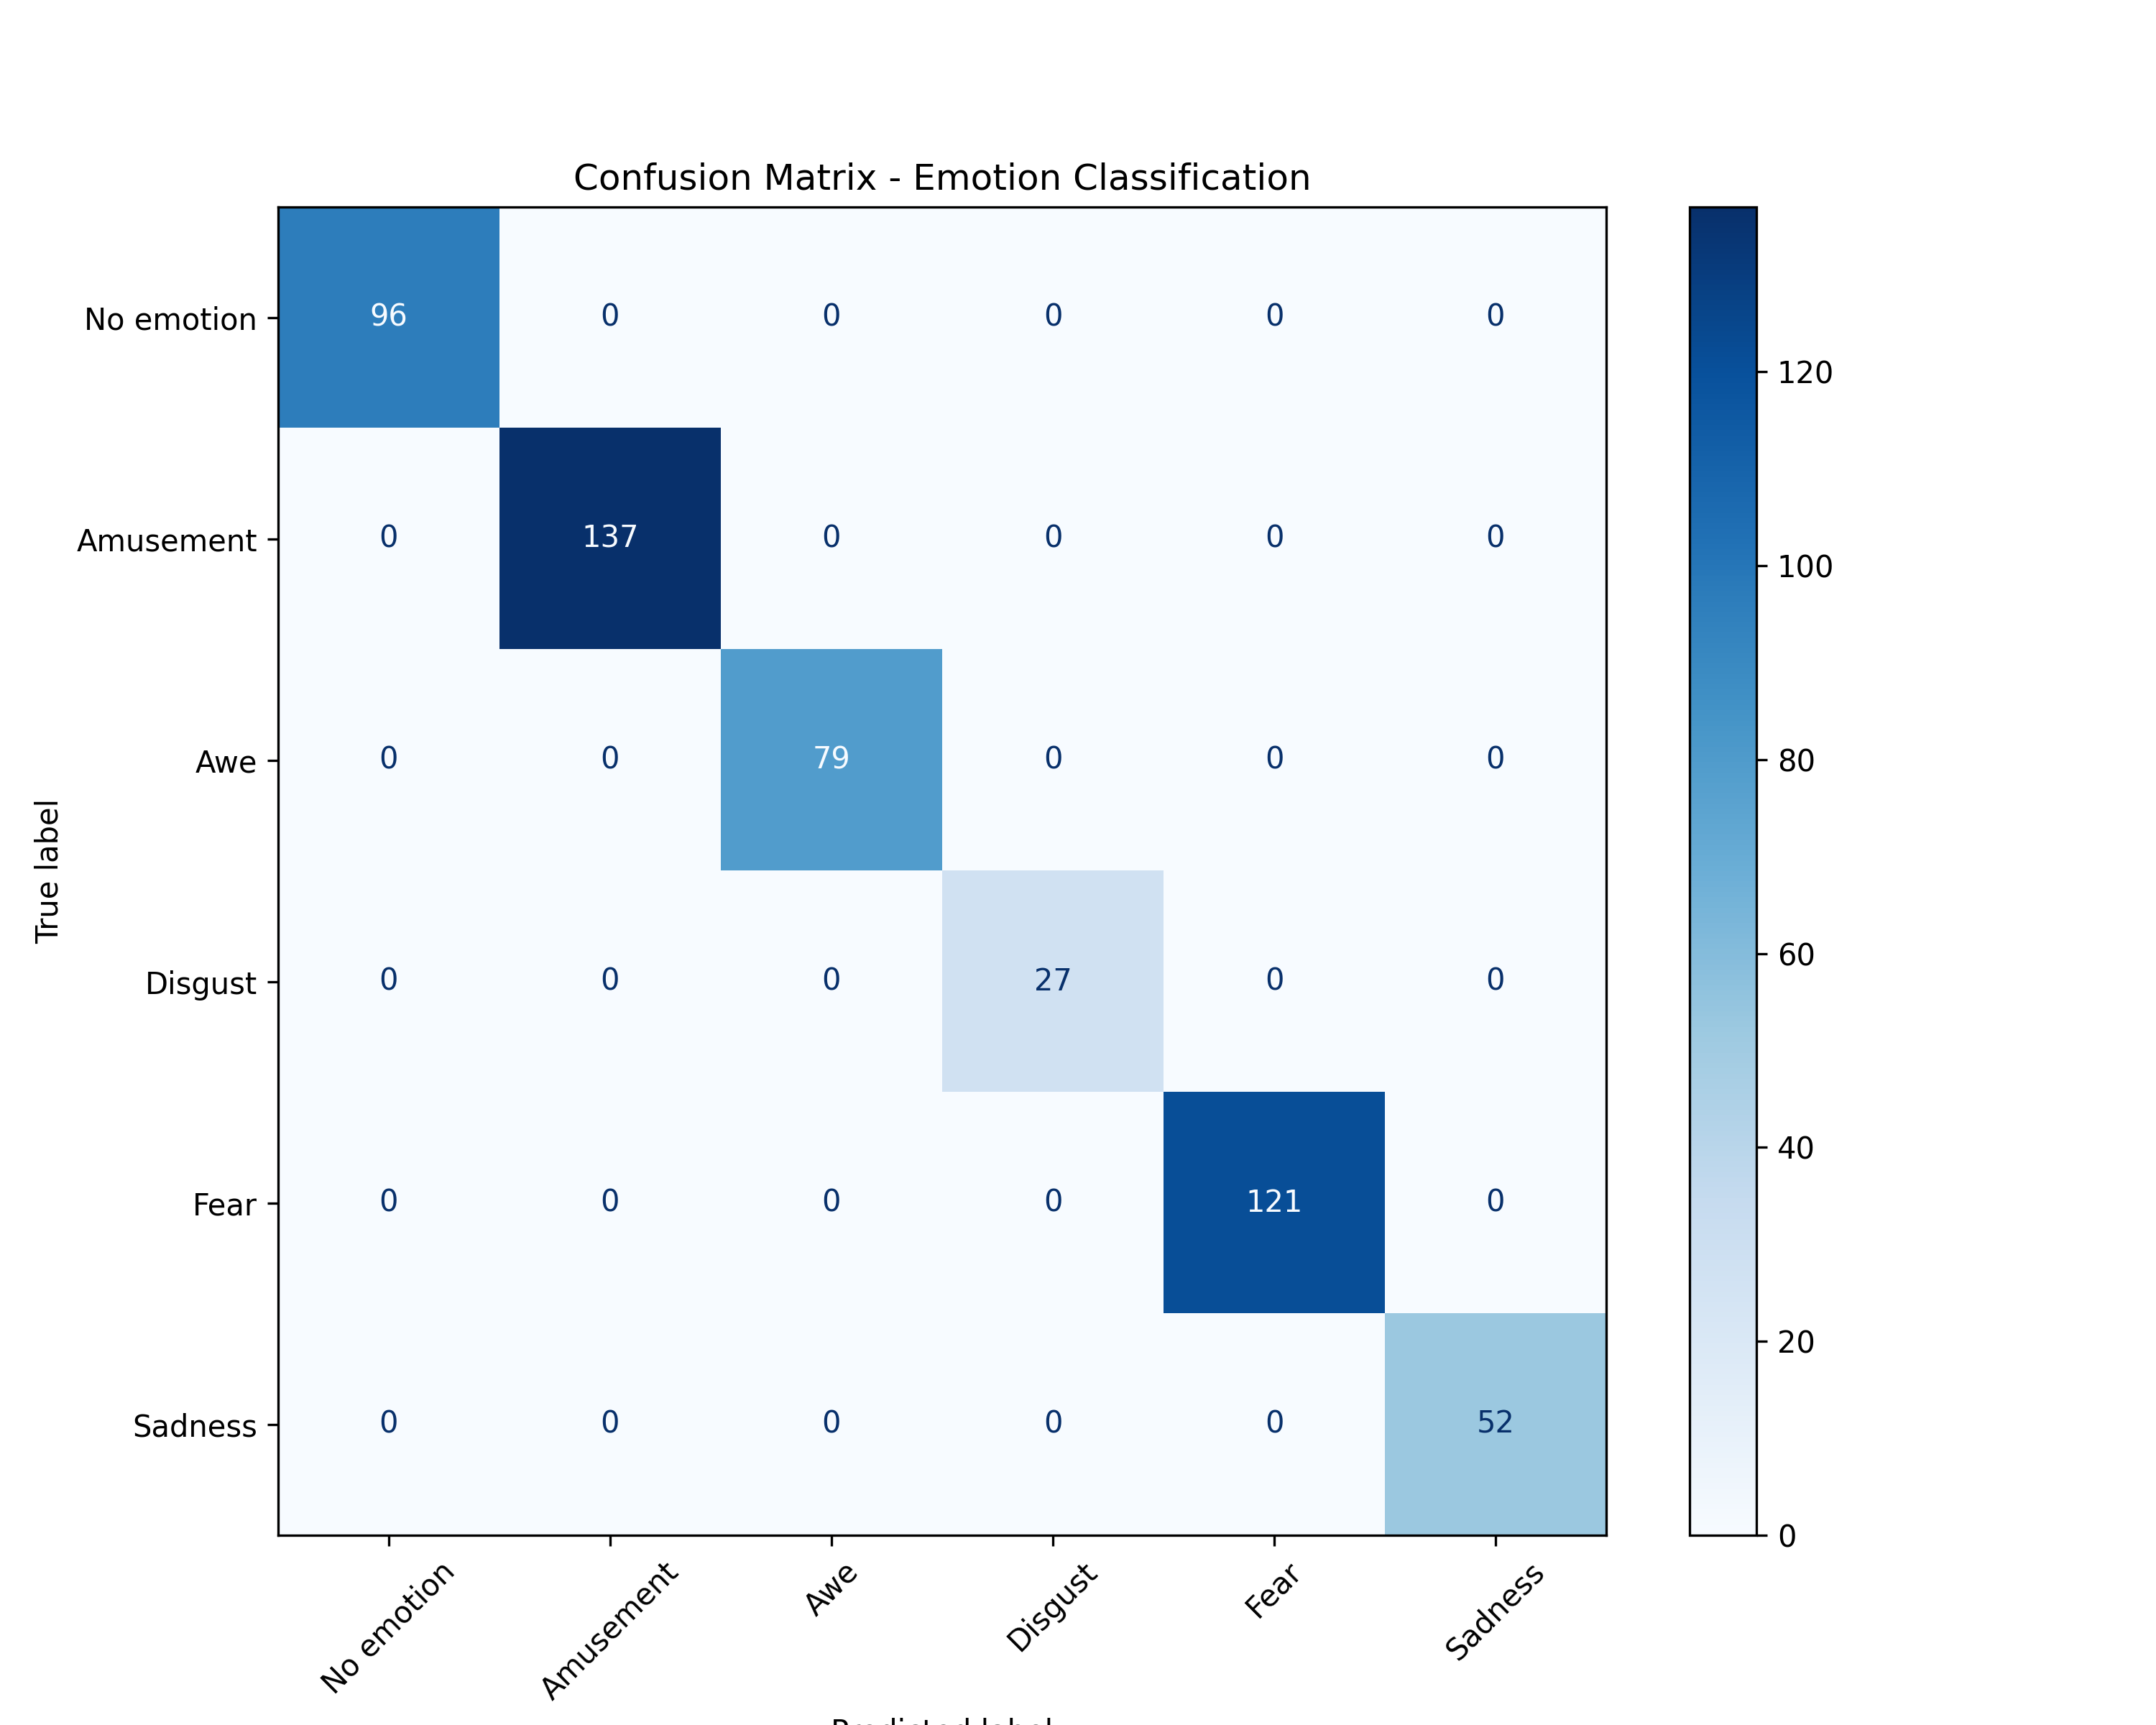 Confusion Matrix - Emotion Classification
No emotion 96 0 0 0 0 0
Amusement 0 137 0 0 0 0
Awe 0 0 79 0 0 0
Disgust 0 0 0 27 0 0
Fear 0 0 0 0 121 0
Sadness 0 0 0 0 0 52
True label
No emotion Amusement Awe Disgust Fear Sadness
Predicted label
120
100
80
60
40
20
0